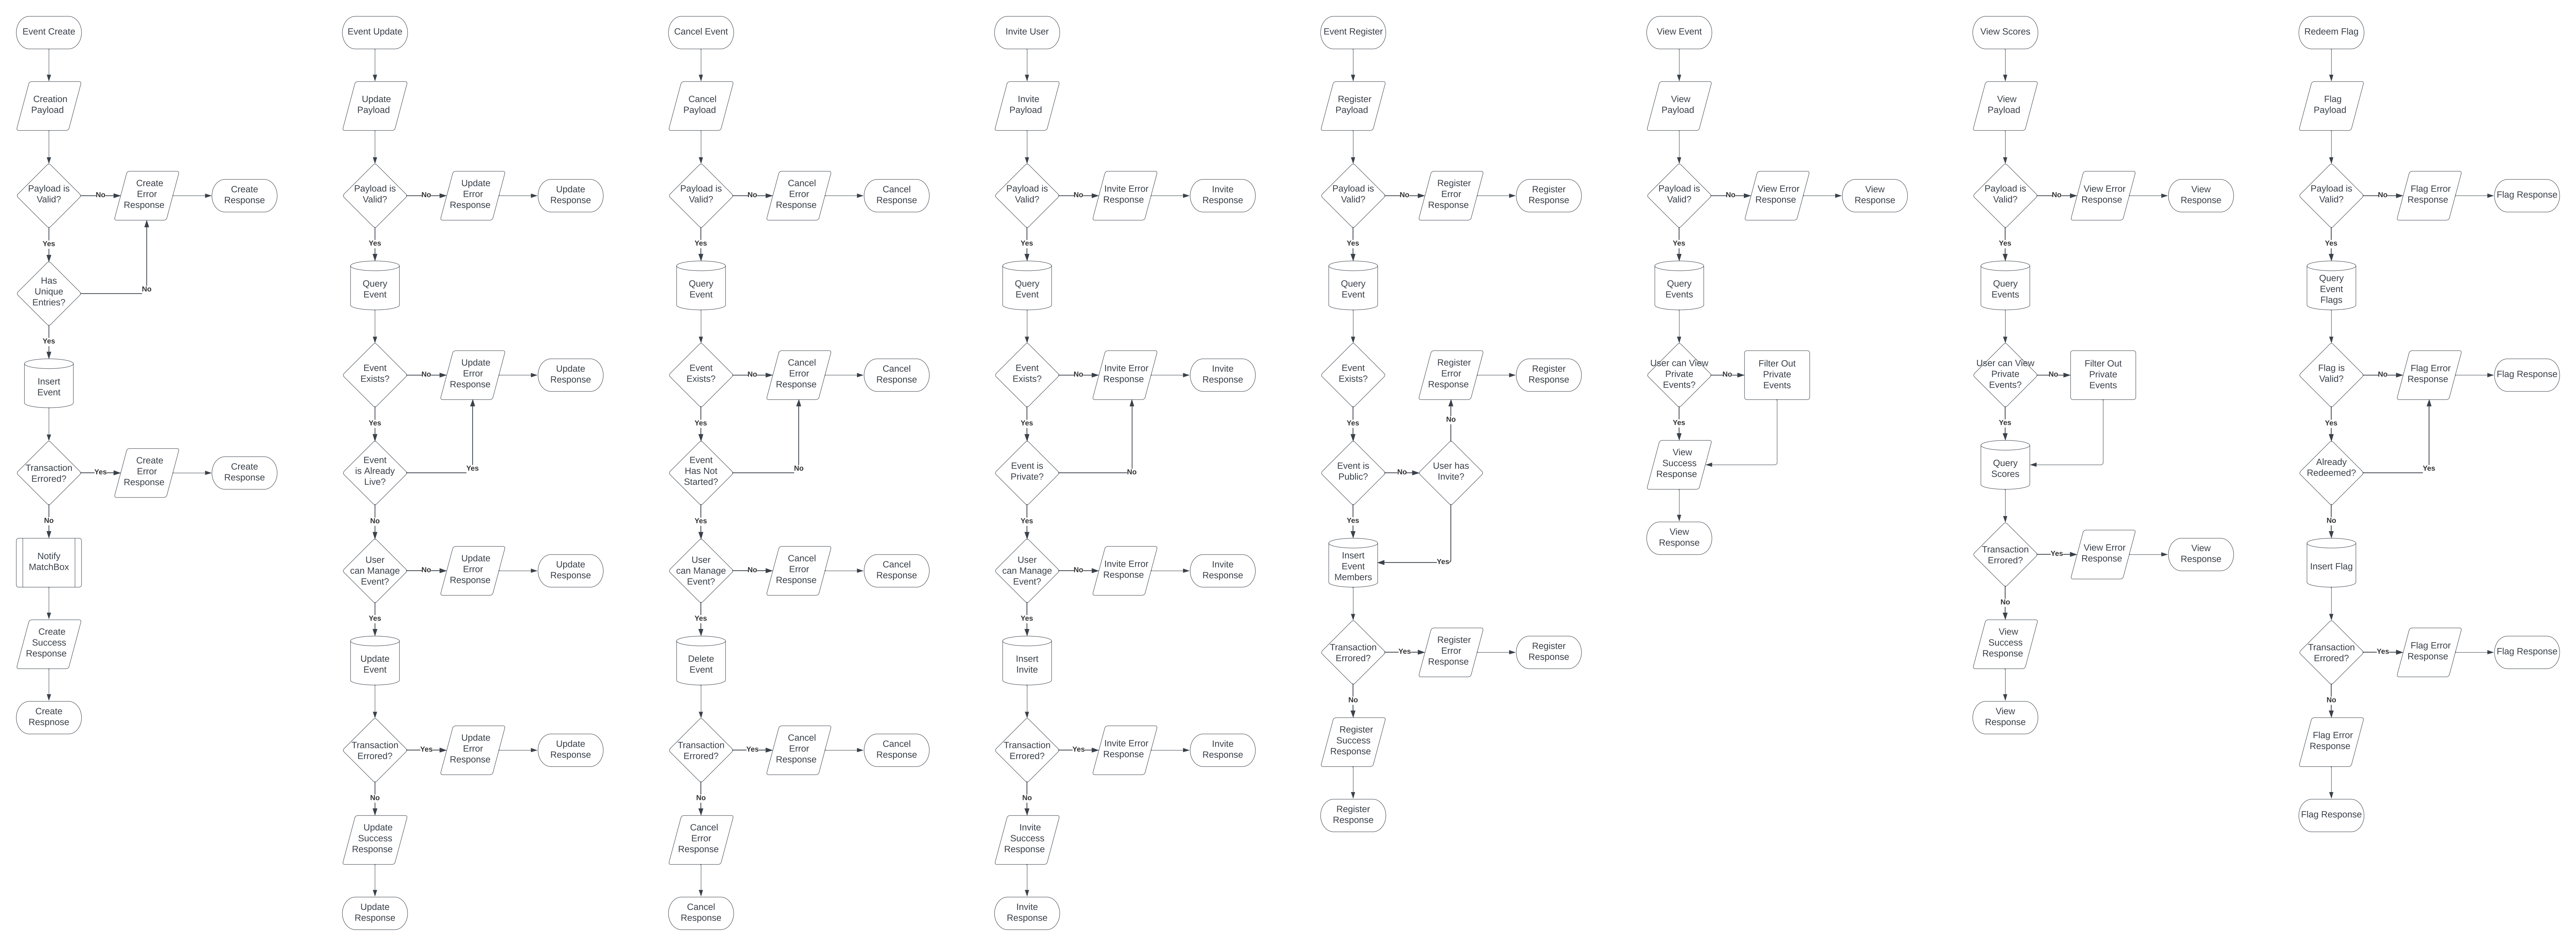 Event Create
Creation
Payload
Payload is
Valid?
No
Create
Error
Response
Create
Response
Yes
Has
Unique
Entries?
No
Yes
Insert
Event
Transaction
Errored?
Yes
Create
Error
Response
Create
Response
No
Notify
MatchBox
Create
Success
Response
Create
Respnose
Event Update
Update
Payload
Payload is
Valid?
No
Update
Error
Response
Update
Response
Yes
Query
Event
Event
Exists?
No
Update
Error
Response
Update
Response
Yes
Event
is Already
Live?
Yes
No
User
can Manage
Event?
No
Update
Error
Response
Update
Response
Yes
Update
Event
Transaction
Errored?
Yes
Update
Error
Response
Update
Response
No
Update
Success
Response
Update
Response
Cancel Event
Cancel
Payload
Payload is
Valid?
No
Cancel
Error
Response
Cancel
Response
Yes
Query
Event
Event
Exists?
No
Cancel
Error
Response
Cancel
Response
Yes
Event
Has Not
Started?
No
Yes
User
can Manage
Event?
No
Cancel
Error
Response
Cancel
Response
Yes
Delete
Event
Transaction
Errored?
Yes
Cancel
Error
Response
Cancel
Response
No
Cancel
Error
Response
Cancel
Response
Invite User
Invite
Payload
Payload is
Valid?
No
Invite Error
Response
Invite
Response
Yes
Query
Event
Event
Exists?
No
Invite Error
Response
Invite
Response
Yes
Event is
Private?
No
Yes
User
can Manage
Event?
No
Invite Error
Response
Invite
Response
Yes
Insert
Invite
Transaction
Errored?
Yes
Invite Error
Response
Invite
Response
No
Invite
Success
Response
Invite
Response
Event Register
Register
Payload
Payload is
Valid?
No
Register
Error
Response
Register
Response
Yes
Query
Event
Event
Exists?
Register
Error
Response
Register
Response
Yes
No
Event is
Public?
No
User has
Invite?
Yes
Insert
Event
Members
Yes
Transaction
Errored?
Yes
Register
Error
Response
Register
Response
No
Register
Success
Response
Register
Response
View Event
View
Payload
Payload is
Valid?
No
View Error
Response
View
Response
Yes
Query
Events
User can View
Private
Events?
No
Filter Out
Private
Events
Yes
View
Success
Response
View
Response
View Scores
View
Payload
Payload is
Valid?
No
View Error
Response
View
Response
Yes
Query
Events
User can View
Private
Events?
No
Filter Out
Private
Events
Yes
Query
Scores
Transaction
Errored?
Yes
View Error
Response
View
Response
No
View
Success
Response
View
Response
Redeem Flag
Flag
Payload
Payload is
Valid?
No
Flag Error
Response
Flag Response
Yes
Query
Event
Flags
Flag is
Valid?
No
Flag Error
Response
Flag Response
Yes
Already
Redeemed?
Yes
No
Insert Flag
Transaction
Errored?
Yes
Flag Error
Response
Flag Response
No
Flag Error
Response
Flag Response